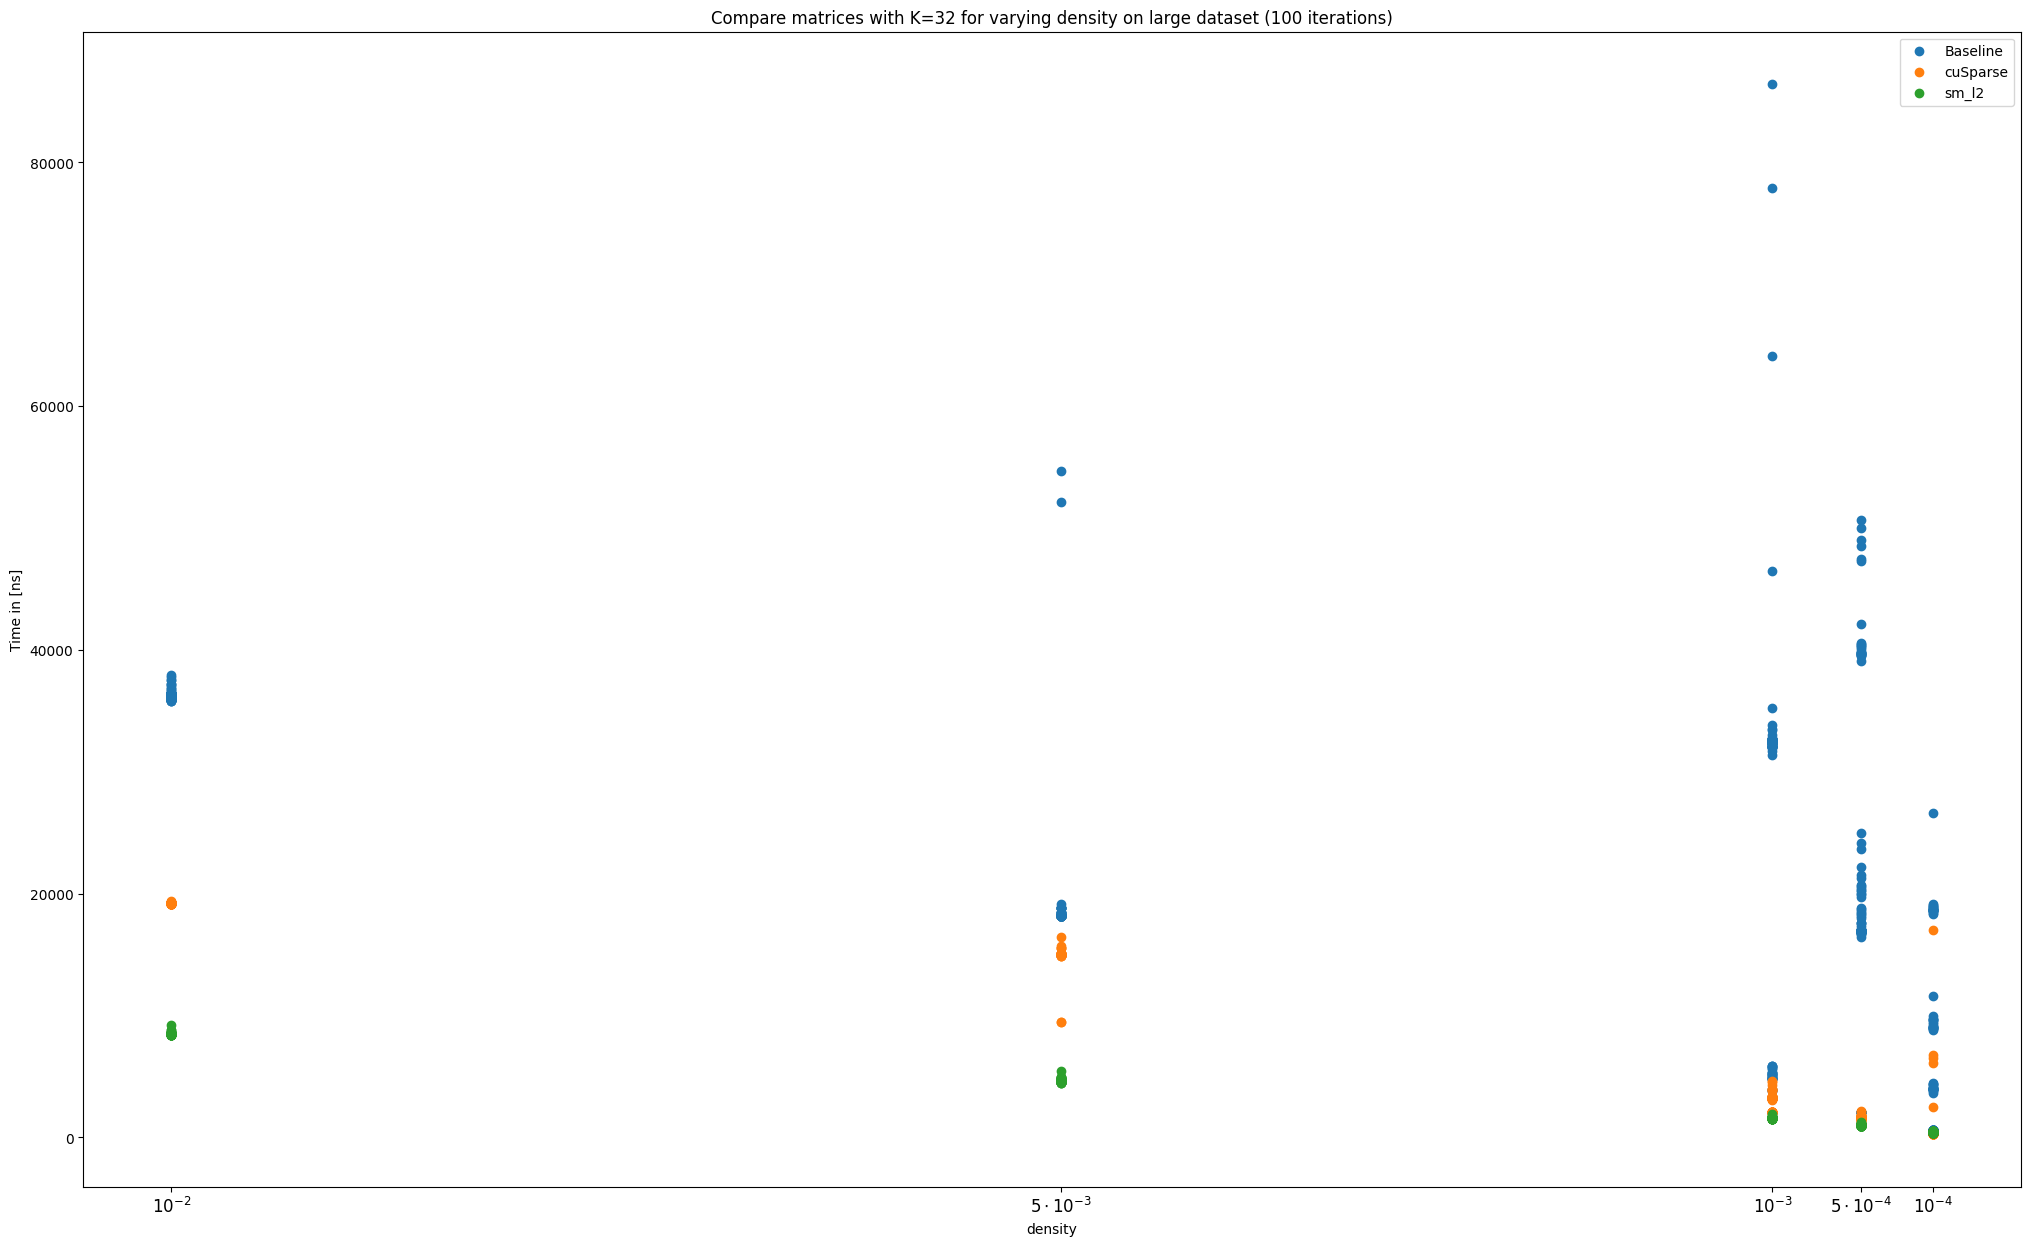 Compare matrices with K=32 for varying density on large dataset (100 iterations)
Baseline
cuSparse
sm_l2
80000
60000
40000
20000
0
Time in [ns]
10⁻² 5·10⁻³ 10⁻³ 5·10⁻⁴ 10⁻⁴
density